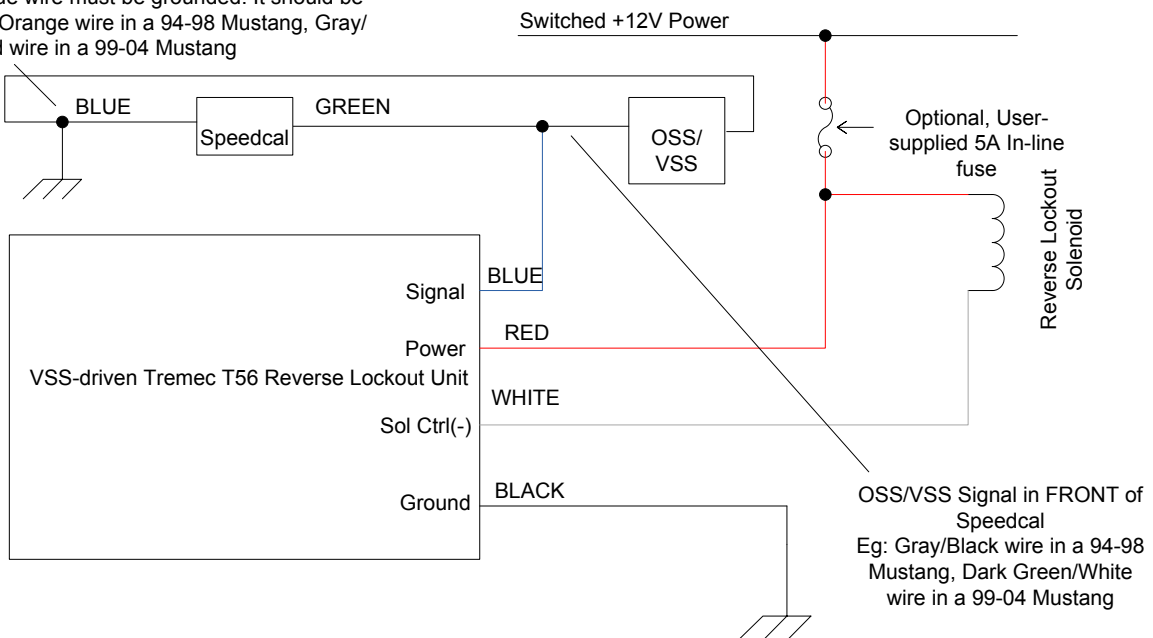 wire must be grounded. It should be
Orange wire in a 94-98 Mustang, Gray/
wire in a 99-04 Mustang
Switched +12V Power
BLUE
Speedcal
GREEN
OSS/
VSS
Optional, User-
supplied 5A In-line
fuse
Reverse Lockout
Solenoid
Signal
BLUE
Power
RED
VSS-driven Tremec T56 Reverse Lockout Unit
WHITE
Sol Ctrl(-)
Ground
BLACK
OSS/VSS Signal in FRONT of
Speedcal
Eg: Gray/Black wire in a 94-98
Mustang, Dark Green/White
wire in a 99-04 Mustang